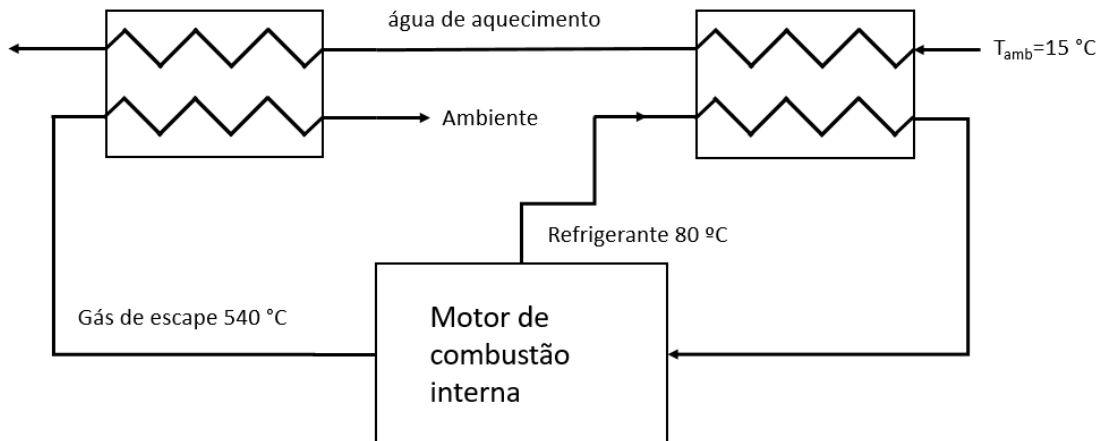 água de aquecimento
T_amb=15 °C
Ambiente
Refrigerante 80 ºC
Gás de escape 540 °C
Motor de
combustão
interna